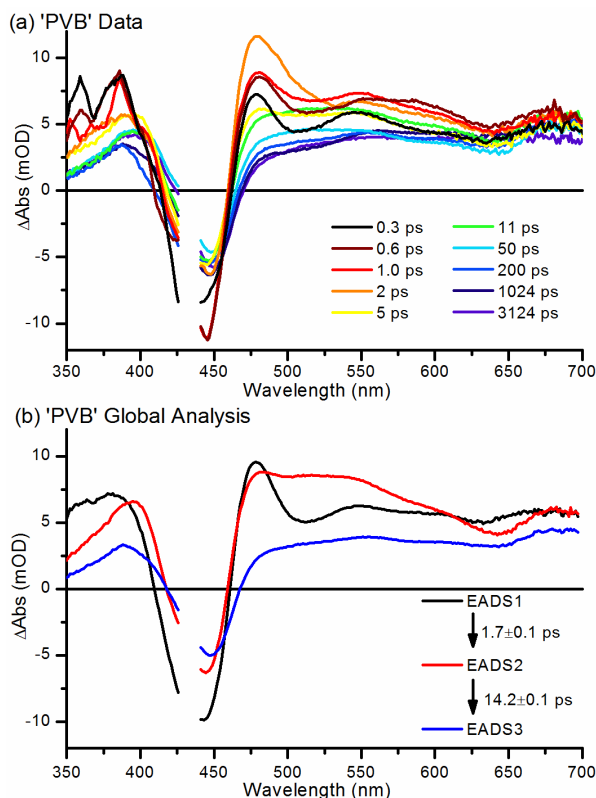 (a) 'PVB' Data
10
5
0
-5
-10
ΔAbs (mOD)
0.3 ps
0.6 ps
1.0 ps
2 ps
5 ps
11 ps
50 ps
200 ps
1024 ps
3124 ps
350 400 450 500 550 600 650 700
Wavelength (nm)
(b) 'PVB' Global Analysis
10
5
0
-5
-10
ΔAbs (mOD)
EADS1
1.7±0.1 ps
EADS2
14.2±0.1 ps
EADS3
350 400 450 500 550 600 650 700
Wavelength (nm)